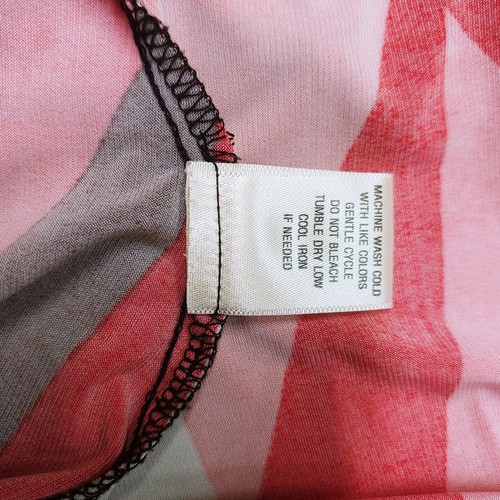 MACHINE WASH COLD
WITH LIKE COLORS
GENTLE CYCLE
DO NOT BLEACH
TUMBLE DRY LOW
COOL IRON
IF NEEDED